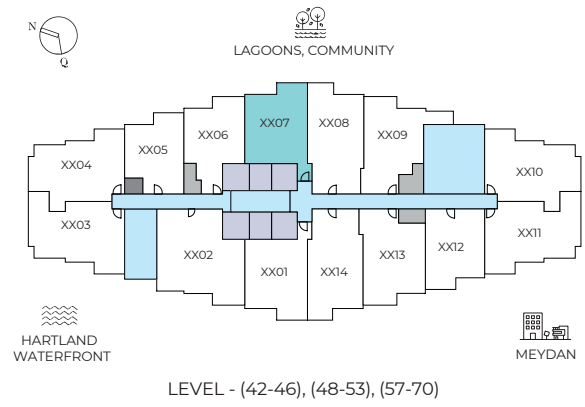 N
Q
LAGOONS, COMMUNITY
XX07
XX08
XX06
XX09
XX05
XX04
XX10
XX03
XX02
XX01
XX14
XX13
XX12
XX11
HARTLAND
WATERFRONT
MEYDAN
LEVEL - (42-46), (48-53), (57-70)